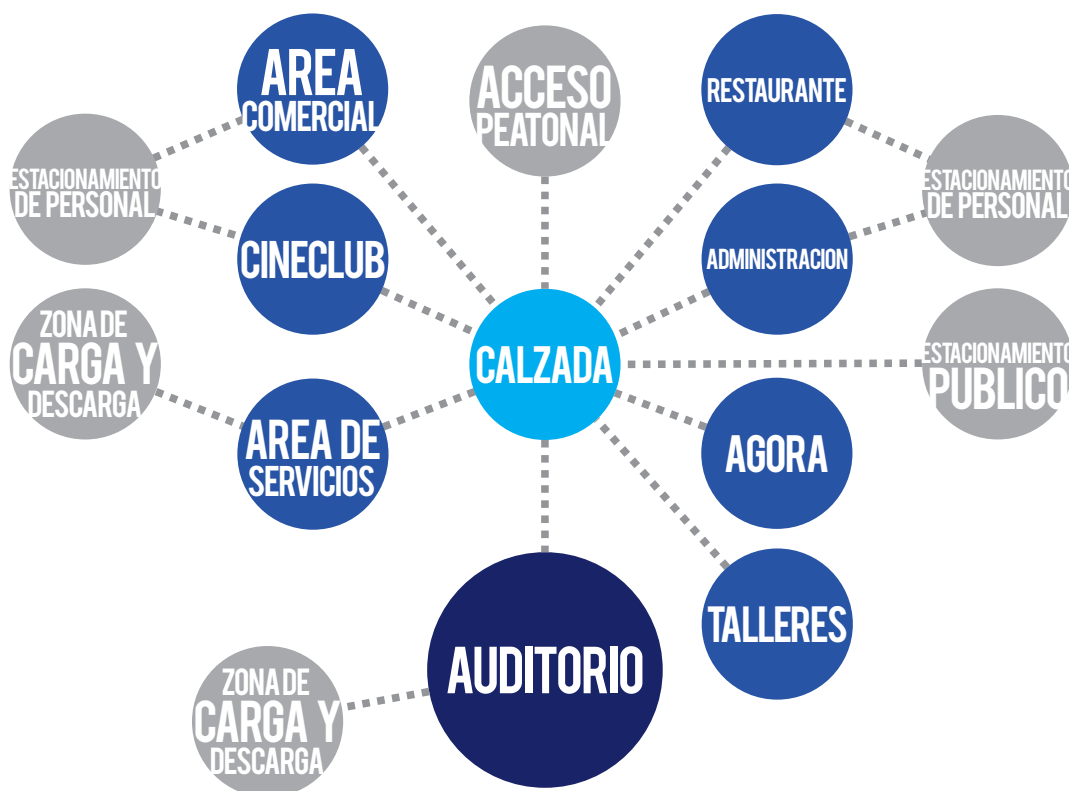 AREA
COMERCIAL
ACCESO
PEATONAL
RESTAURANTE
ESTACIONAMIENTO
DE PERSONAL
ESTACIONAMIENTO
DE PERSONAL
CINECLUB
ADMINISTRACION
ZONA DE
CARGA Y
DESCARGA
CALZADA
ESTACIONAMIENTO
PUBLICO
AREA DE
SERVICIOS
AGORA
TALLERES
AUDITORIO
ZONA DE
CARGA Y
DESCARGA